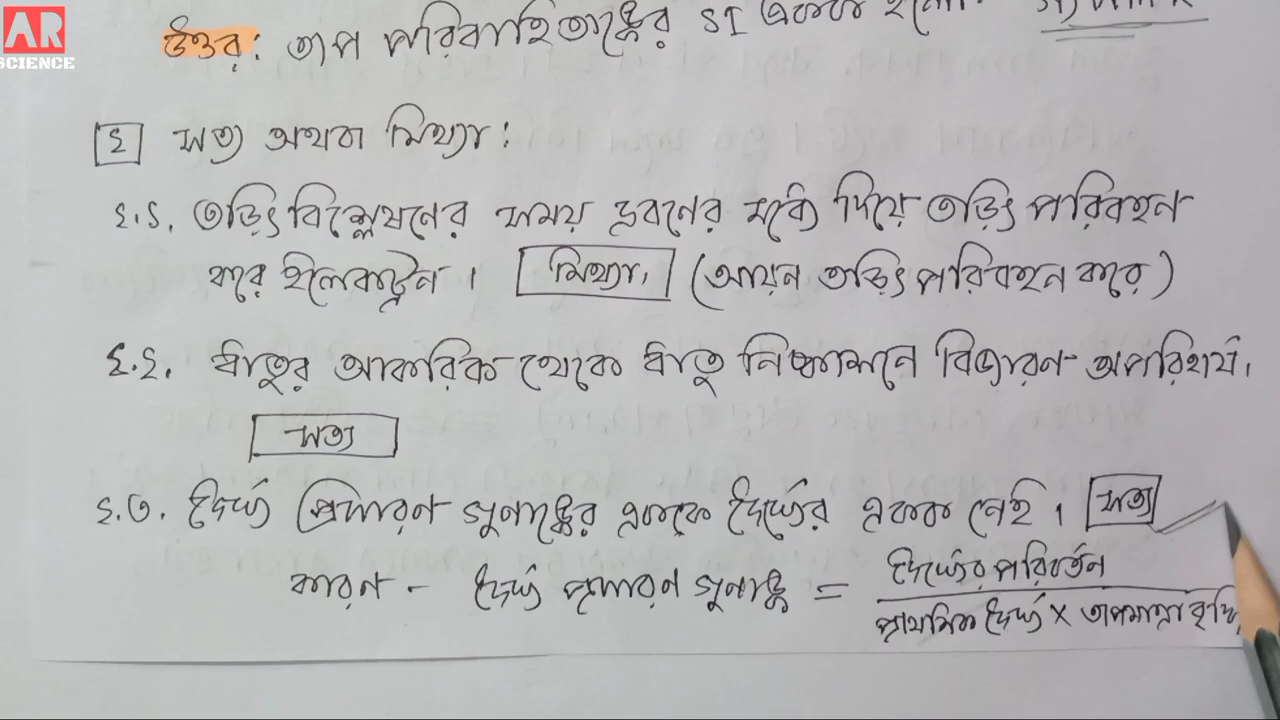 AR
SCIENCE
উত্তর: তাপ পরিবাহিতাঙ্কের SI একক হলো
২ সত্য অথবা মিথ্যা:
২.১. তড়িৎ বিশ্লেষণের সময় দ্রবণের মধ্যে দিয়ে তড়িৎ পরিবহন
করে ইলেকট্রন। মিথ্যা। (আয়ন তড়িৎ পরিবহন করে)
২.২. ধাতুর আকরিক থেকে ধাতু নিষ্কাশনে বিজারণ অপরিহার্য।
সত্য
২.৩. দৈর্ঘ্য প্রসারণ গুণাঙ্কের এককে দৈর্ঘ্যের একক নেই। সত্য
কারণ - দৈর্ঘ্য প্রসারণ গুণাঙ্ক = দৈর্ঘ্যের পরিবর্তন
প্রাথমিক দৈর্ঘ্য × তাপমাত্রা বৃদ্ধি